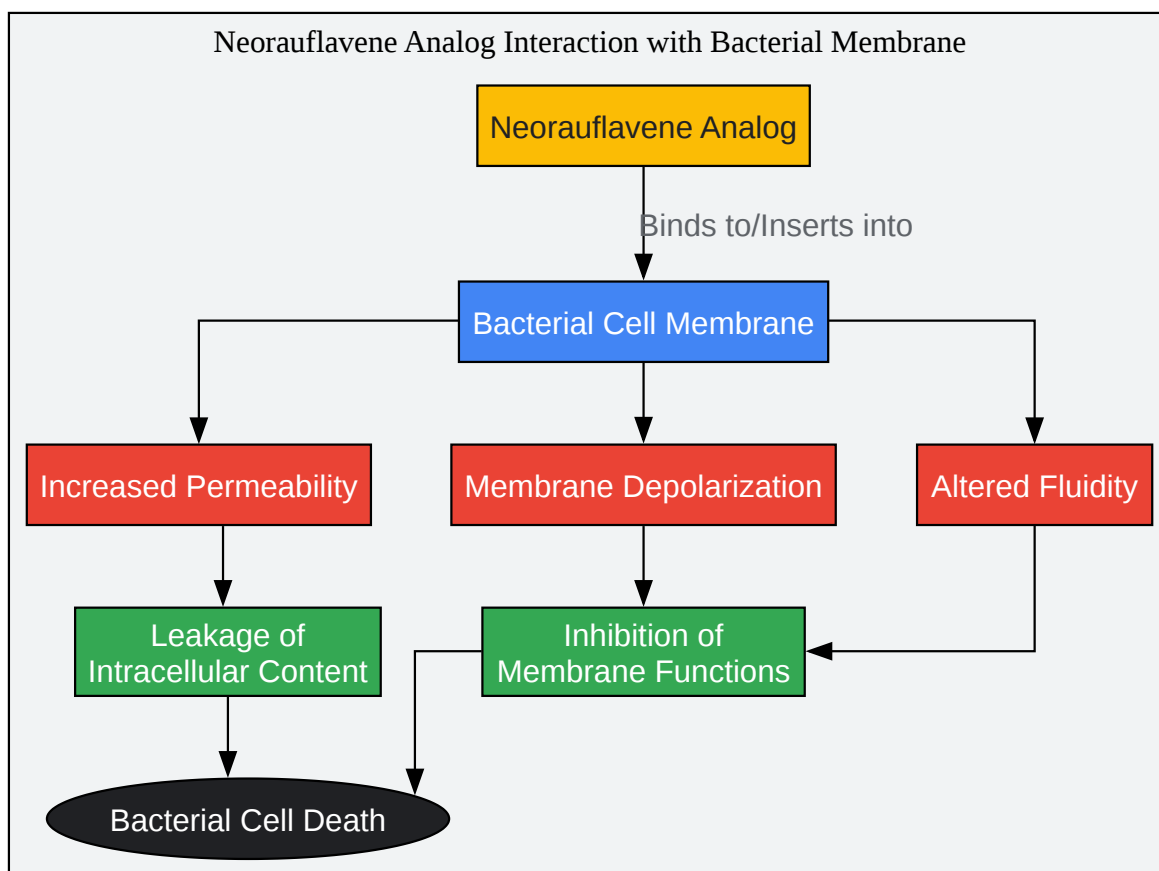 Neorauflavene Analog Interaction with Bacterial Membrane
Neorauflavene Analog
Binds to/Inserts into
Bacterial Cell Membrane
Increased Permeability
Membrane Depolarization
Altered Fluidity
Leakage of
Intracellular Content
Inhibition of
Membrane Functions
Bacterial Cell Death